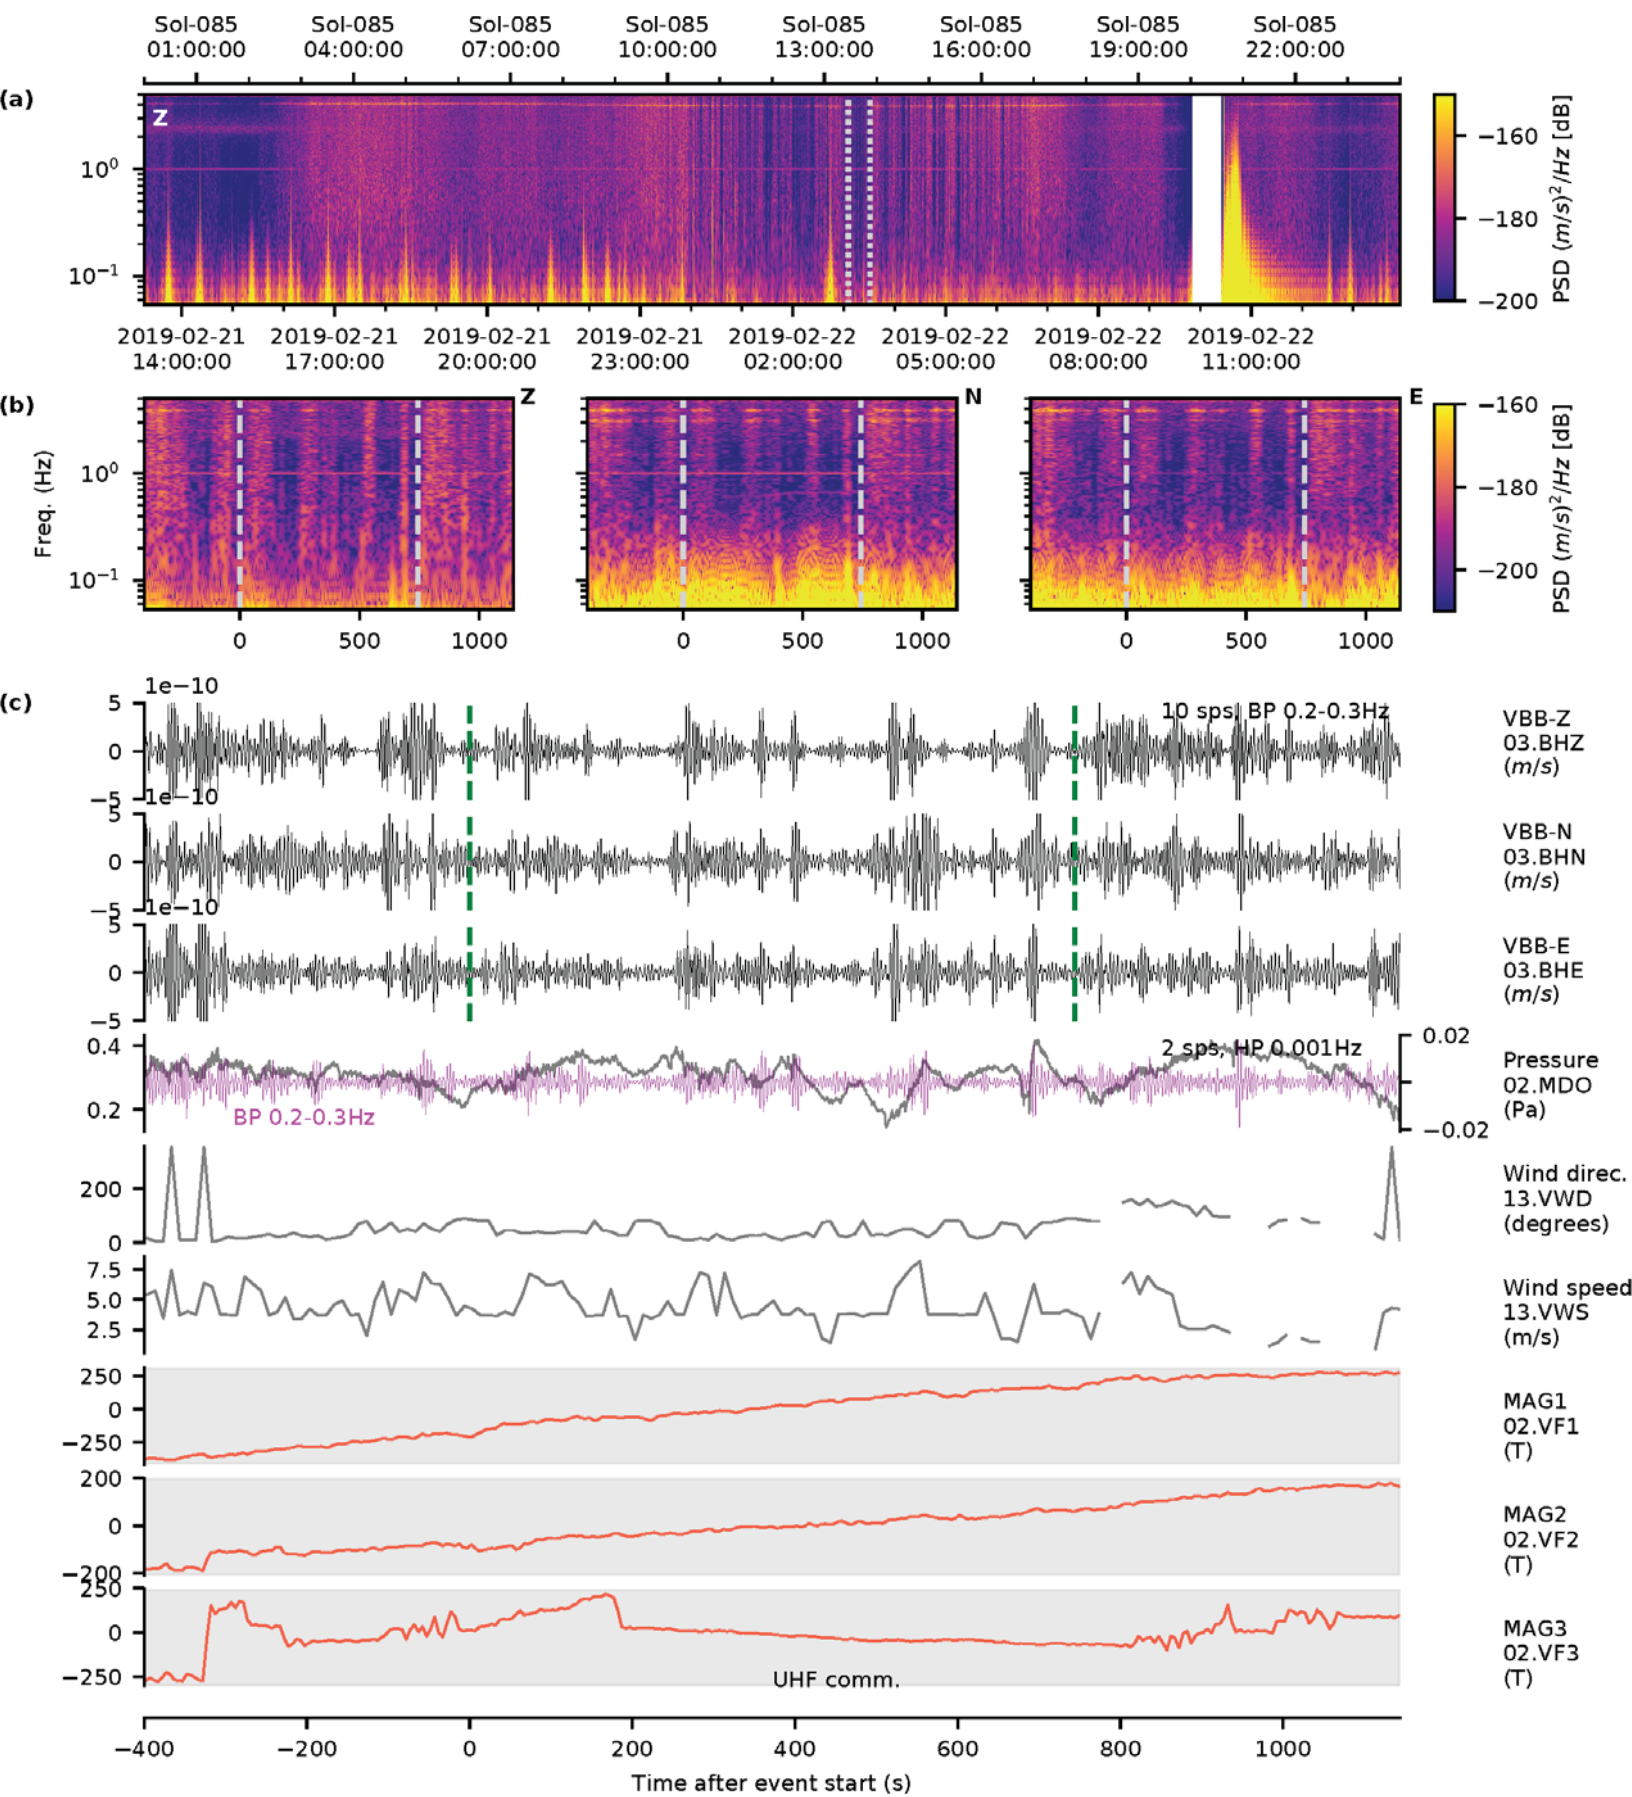 Sol-085 Sol-085 Sol-085 Sol-085 Sol-085 Sol-085 Sol-085 Sol-085
01:00:00 04:00:00 07:00:00 10:00:00 13:00:00 16:00:00 19:00:00 22:00:00
(a)
Z
10⁰
10⁻¹
−160
−180
−200
PSD (m/s)²/Hz [dB]
2019-02-21 2019-02-21 2019-02-21 2019-02-21 2019-02-22 2019-02-22 2019-02-22 2019-02-22
14:00:00 17:00:00 20:00:00 23:00:00 02:00:00 05:00:00 08:00:00 11:00:00
(b)
Z
N
E
Freq. (Hz)
10⁰
10⁻¹
10⁰
10⁻¹
10⁰
10⁻¹
−160
−180
−200
PSD (m/s)²/Hz [dB]
0 500 1000 0 500 1000 0 500 1000
(c)
1e−10
5
0
−5
10 sps, BP 0.2-0.3Hz
VBB-Z
03.BHZ
(m/s)
1e−10
5
0
−5
VBB-N
03.BHN
(m/s)
1e−10
5
0
−5
VBB-E
03.BHE
(m/s)
0.4
0.2
2 sps, HP 0.001Hz
BP 0.2-0.3Hz
0.02
−0.02
Pressure
02.MDO
(Pa)
200
0
Wind direc.
13.VWD
(degrees)
7.5
5.0
2.5
Wind speed
13.VWS
(m/s)
250
0
−250
MAG1
02.VF1
(T)
200
0
−200
MAG2
02.VF2
(T)
250
0
−250
UHF comm.
MAG3
02.VF3
(T)
−400 −200 0 200 400 600 800 1000
Time after event start (s)